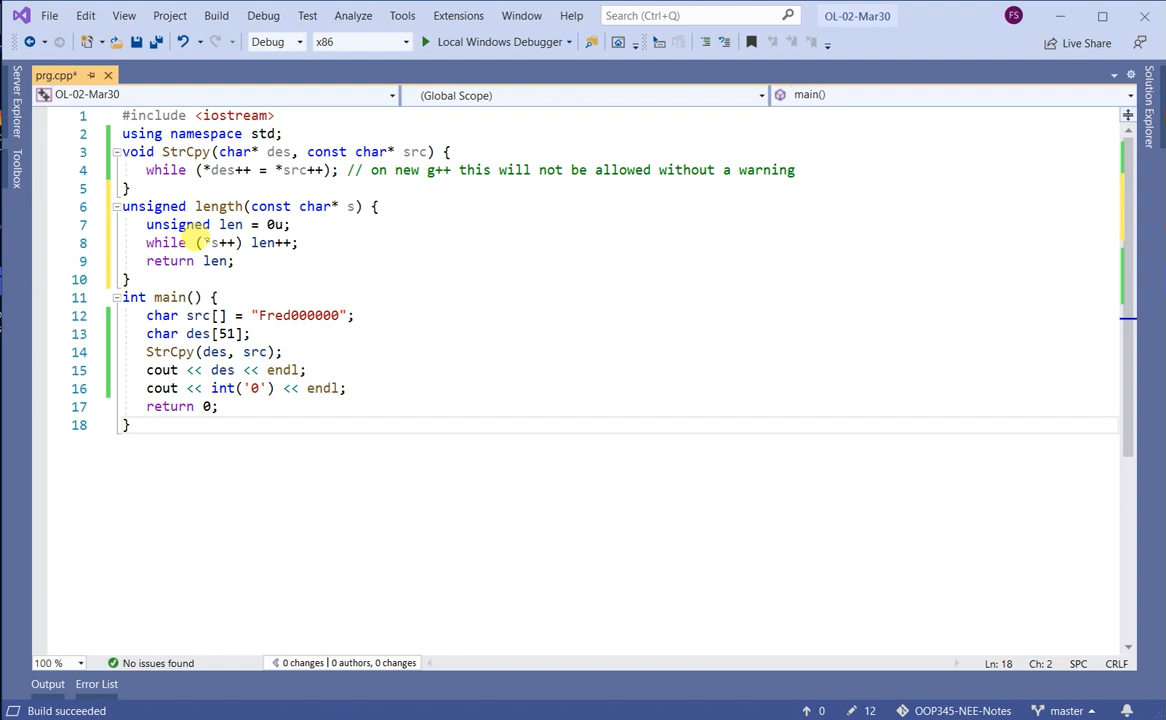 File Edit View Project Build Debug Test Analyze Tools Extensions Window Help Search (Ctrl+Q) OL-02-Mar30 FS
Debug x86 Local Windows Debugger Live Share
prg.cpp*
OL-02-Mar30 (Global Scope) main()
Server Explorer
Toolbox
Solution Explorer
1 #include <iostream>
2 using namespace std;
3 void StrCpy(char* des, const char* src) {
4 while (*des++ = *src++); // on new g++ this will not be allowed without a warning
5 }
6 unsigned length(const char* s) {
7 unsigned len = 0u;
8 while (*s++) len++;
9 return len;
10 }
11 int main() {
12 char src[] = "Fred000000";
13 char des[51];
14 StrCpy(des, src);
15 cout << des << endl;
16 cout << int('0') << endl;
17 return 0;
18 }
100 % No issues found 0 changes | 0 authors, 0 changes Ln: 18 Ch: 2 SPC CRLF
Output Error List
Build succeeded 0 12 OOP345-NEE-Notes master